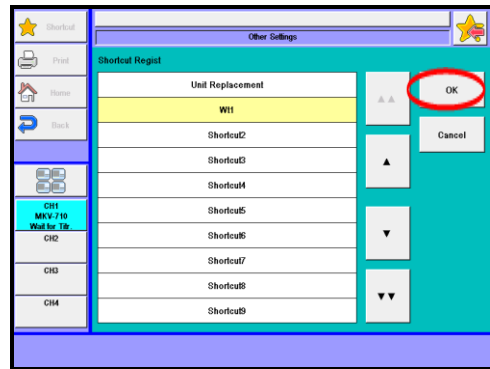 Shortcut
Other Settings
Print
Shortcut Regist
Home
Unit Replacement
OK
Wt1
Back
Shortcut2
Cancel
Shortcut3
Shortcut4
CH1
MKV-710
Wait for Titr.
Shortcut5
CH2
Shortcut6
Shortcut7
CH3
Shortcut8
CH4
Shortcut9